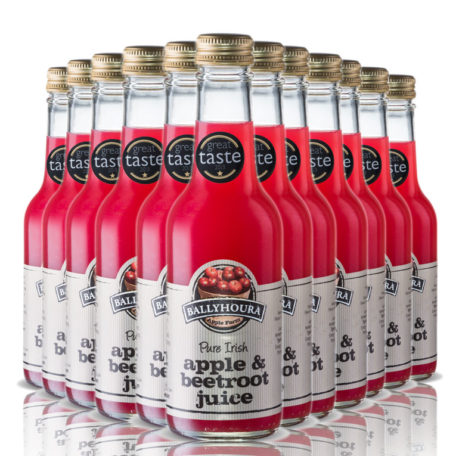 great
taste
BALLYHOURA
Apple Farm
Pure Irish
apple &
beetroot
juice